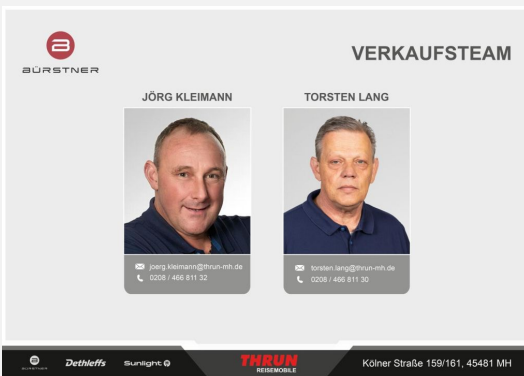 BÜRSTNER
VERKAUFSTEAM
JÖRG KLEIMANN
TORSTEN LANG
joerg.kleimann@thrun-mh.de
0208 / 466 811 32
torsten.lang@thrun-mh.de
0208 / 466 811 30
BÜRSTNER
Dethleffs
Sunlight
THRUN
REISEMOBILE
Kölner Straße 159/161, 45481 MH